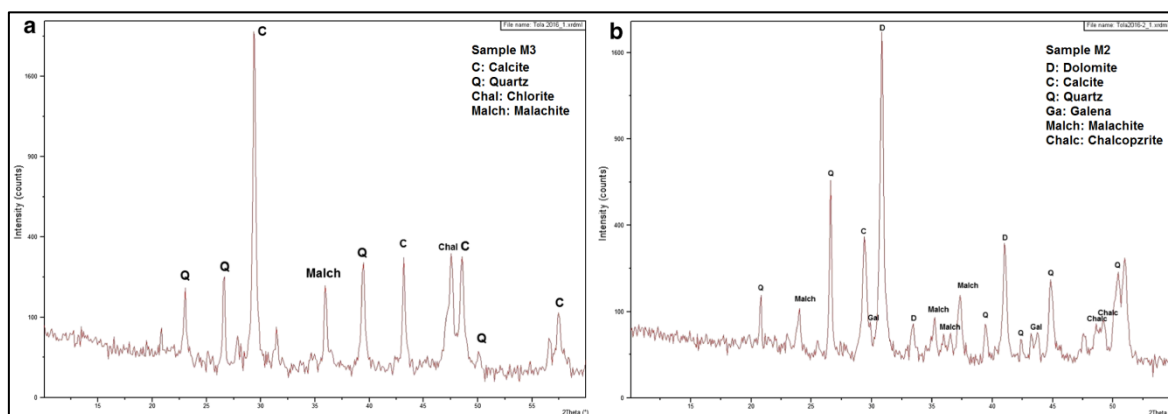 a
File name: Tola 2016_1.xrdml
Sample M3
C: Calcite
Q: Quartz
Chal: Chlorite
Malch: Malachite
C
Q
Q
Malch
Q
C
Chal
C
Q
C
Intensity (counts)
1600
900
400
100
0
15
20
25
30
35
40
45
50
55
2Theta (°)
b
File name: Tola2016-2_1.xrdml
Sample M2
D: Dolomite
C: Calcite
Q: Quartz
Ga: Galena
Malch: Malachite
Chalc: Chalcopzrite
D
Q
C
D
Q
Malch
Gal
D
Malch
Malch
Malch
Q
Q
Gal
Q
Chalc
Chalc
Q
Intensity (counts)
1600
900
400
100
0
15
20
25
30
35
40
45
50
2Theta (°)